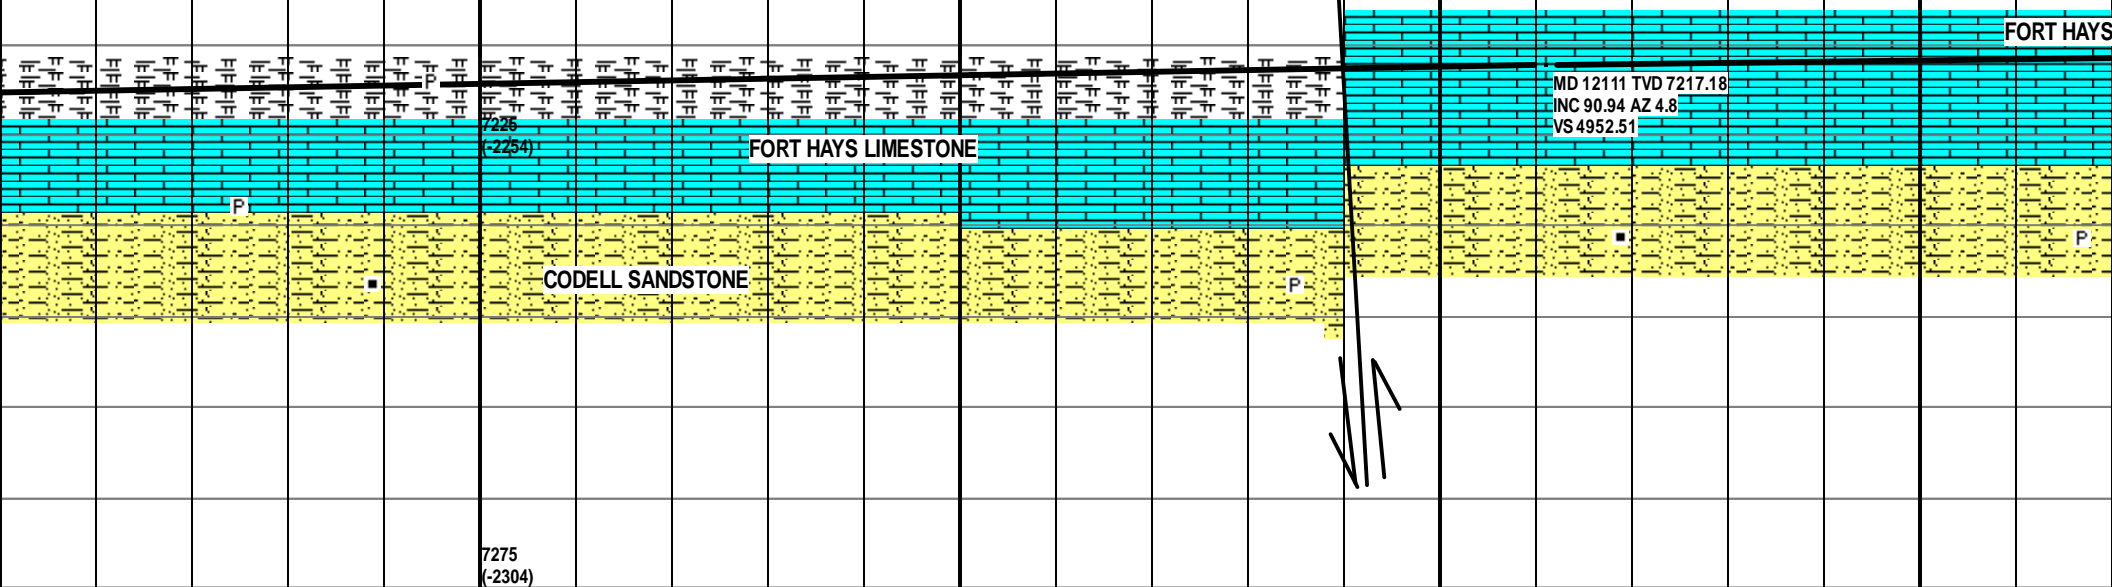 FORT HAYS
P
MD 12111 TVD 7217.18
INC 90.94 AZ 4.8
VS 4952.51
7225
(-2254)
FORT HAYS LIMESTONE
P
P
CODELL SANDSTONE
P
7275
(-2304)